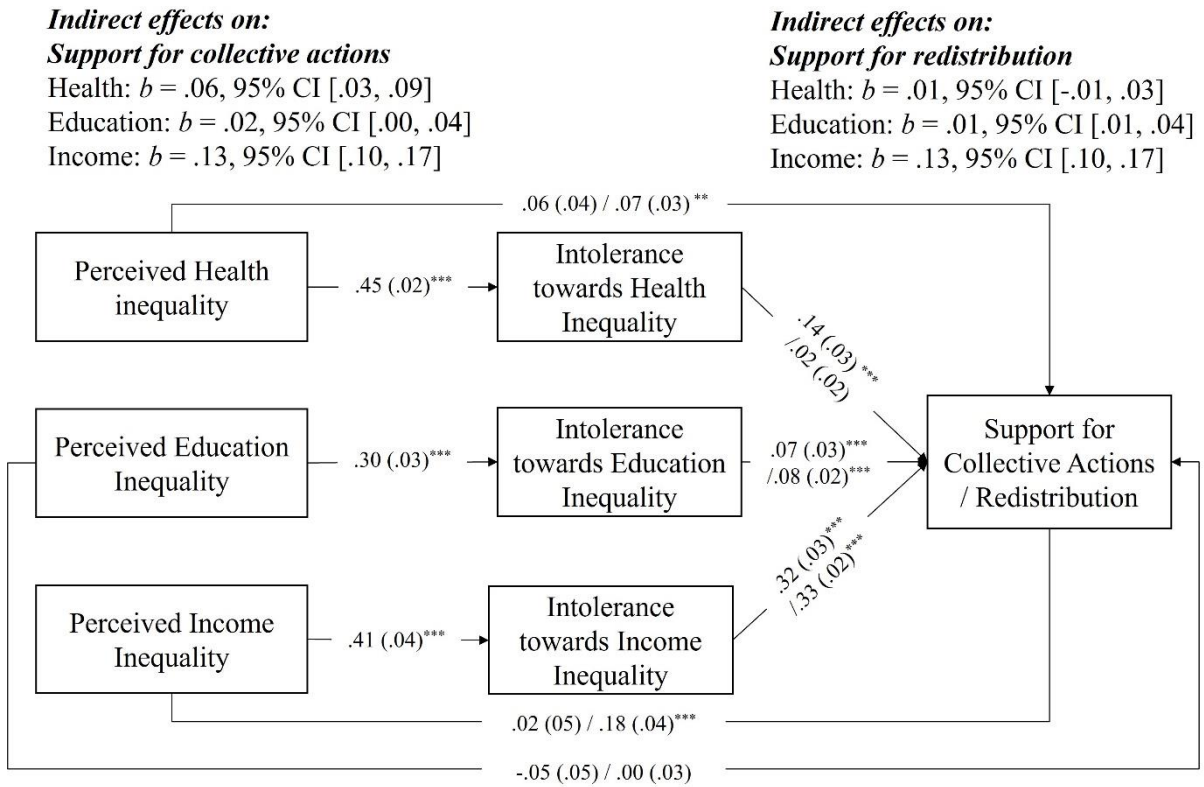 Indirect effects on:
Support for collective actions
Health: b = .06, 95% CI [.03, .09]
Education: b = .02, 95% CI [.00, .04]
Income: b = .13, 95% CI [.10, .17]
Indirect effects on:
Support for redistribution
Health: b = .01, 95% CI [-.01, .03]
Education: b = .01, 95% CI [.01, .04]
Income: b = .13, 95% CI [.10, .17]
.06 (.04) / .07 (.03) **
Perceived Health
inequality
.45 (.02)***
Intolerance
towards Health
Inequality
.14 (.03) ***
/.02 (.02)
Perceived Education
Inequality
.30 (.03)***
Intolerance
towards Education
Inequality
.07 (.03)***
/.08 (.02)***
Support for
Collective Actions
/ Redistribution
Perceived Income
Inequality
.41 (.04)***
Intolerance
towards Income
Inequality
.32 (.03)***
/.33 (.02)***
.02 (05) / .18 (.04)***
-.05 (.05) / .00 (.03)